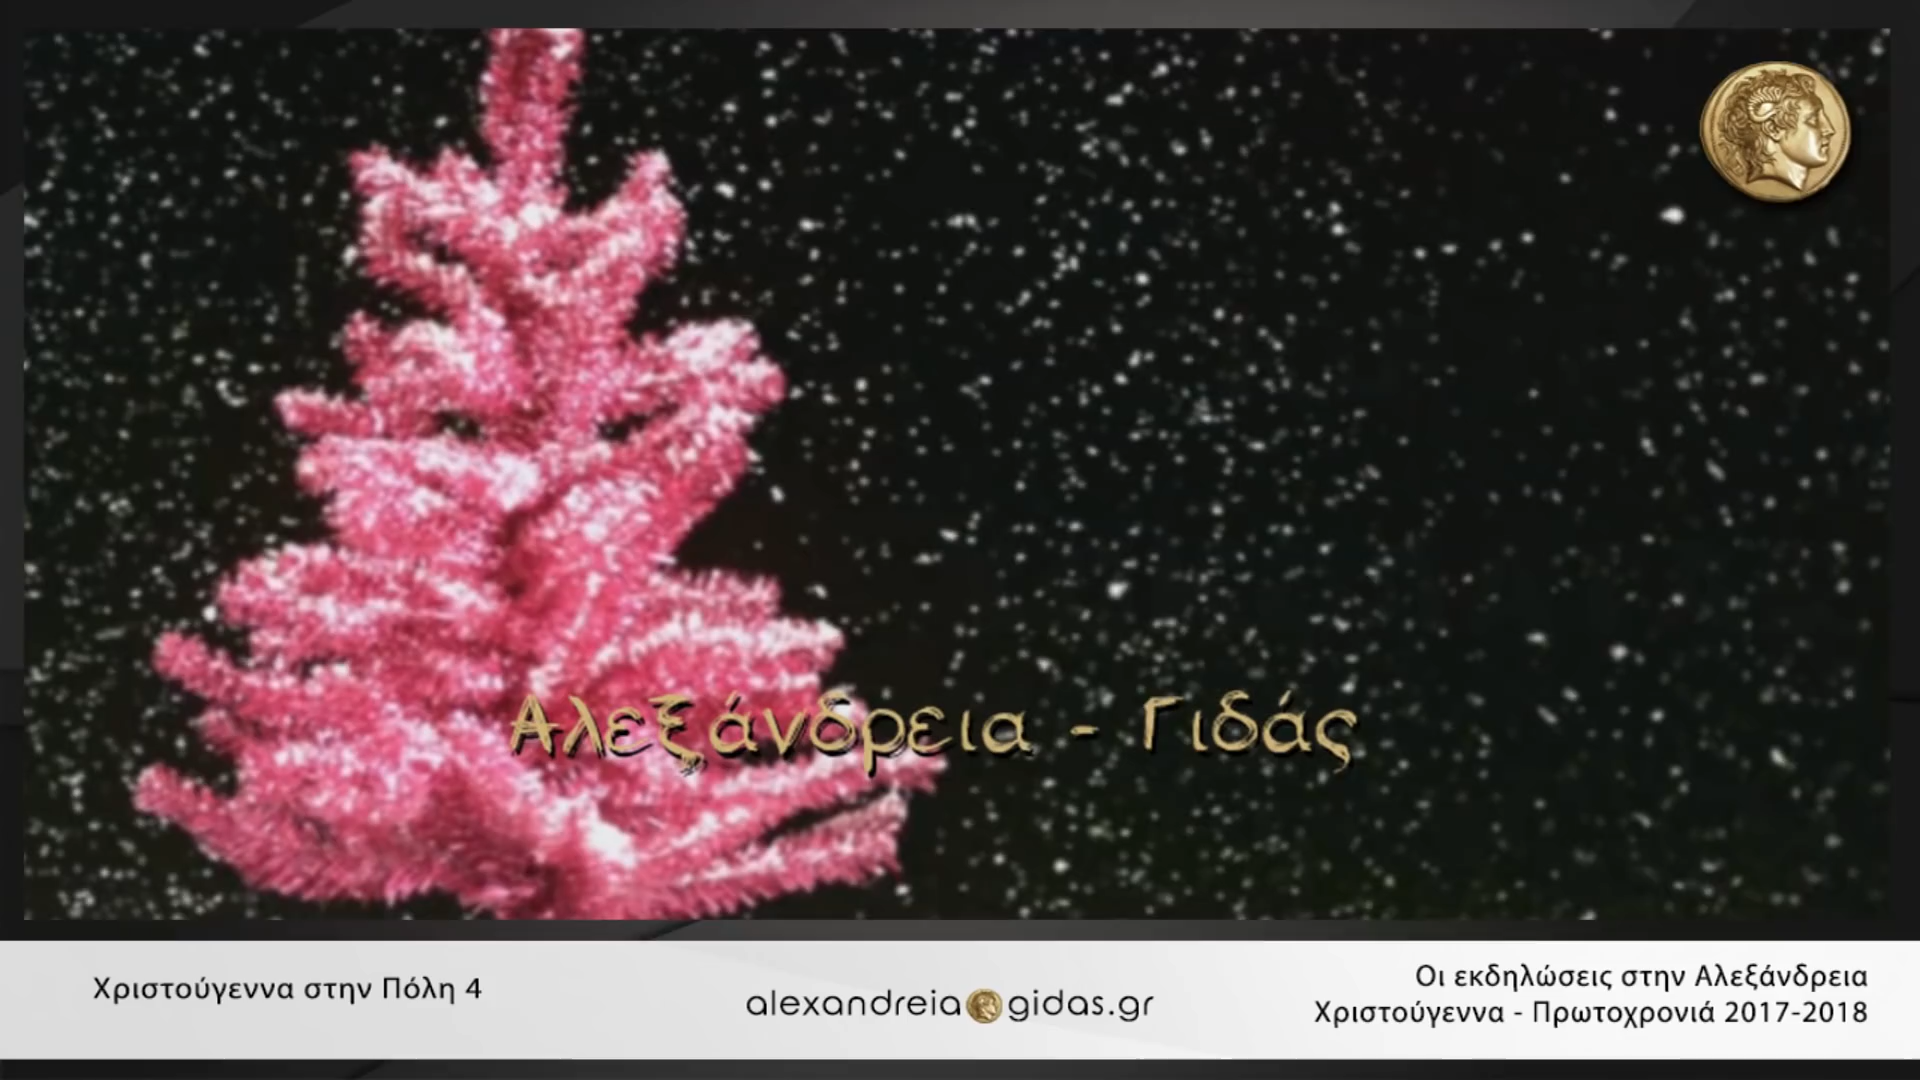 Αλεξάνδρεια - Γιδάς
Χριστούγεννα στην Πόλη 4
alexandreia gidas.gr
Οι εκδηλώσεις στην Αλεξάνδρεια
Χριστούγεννα - Πρωτοχρονιά 2017-2018